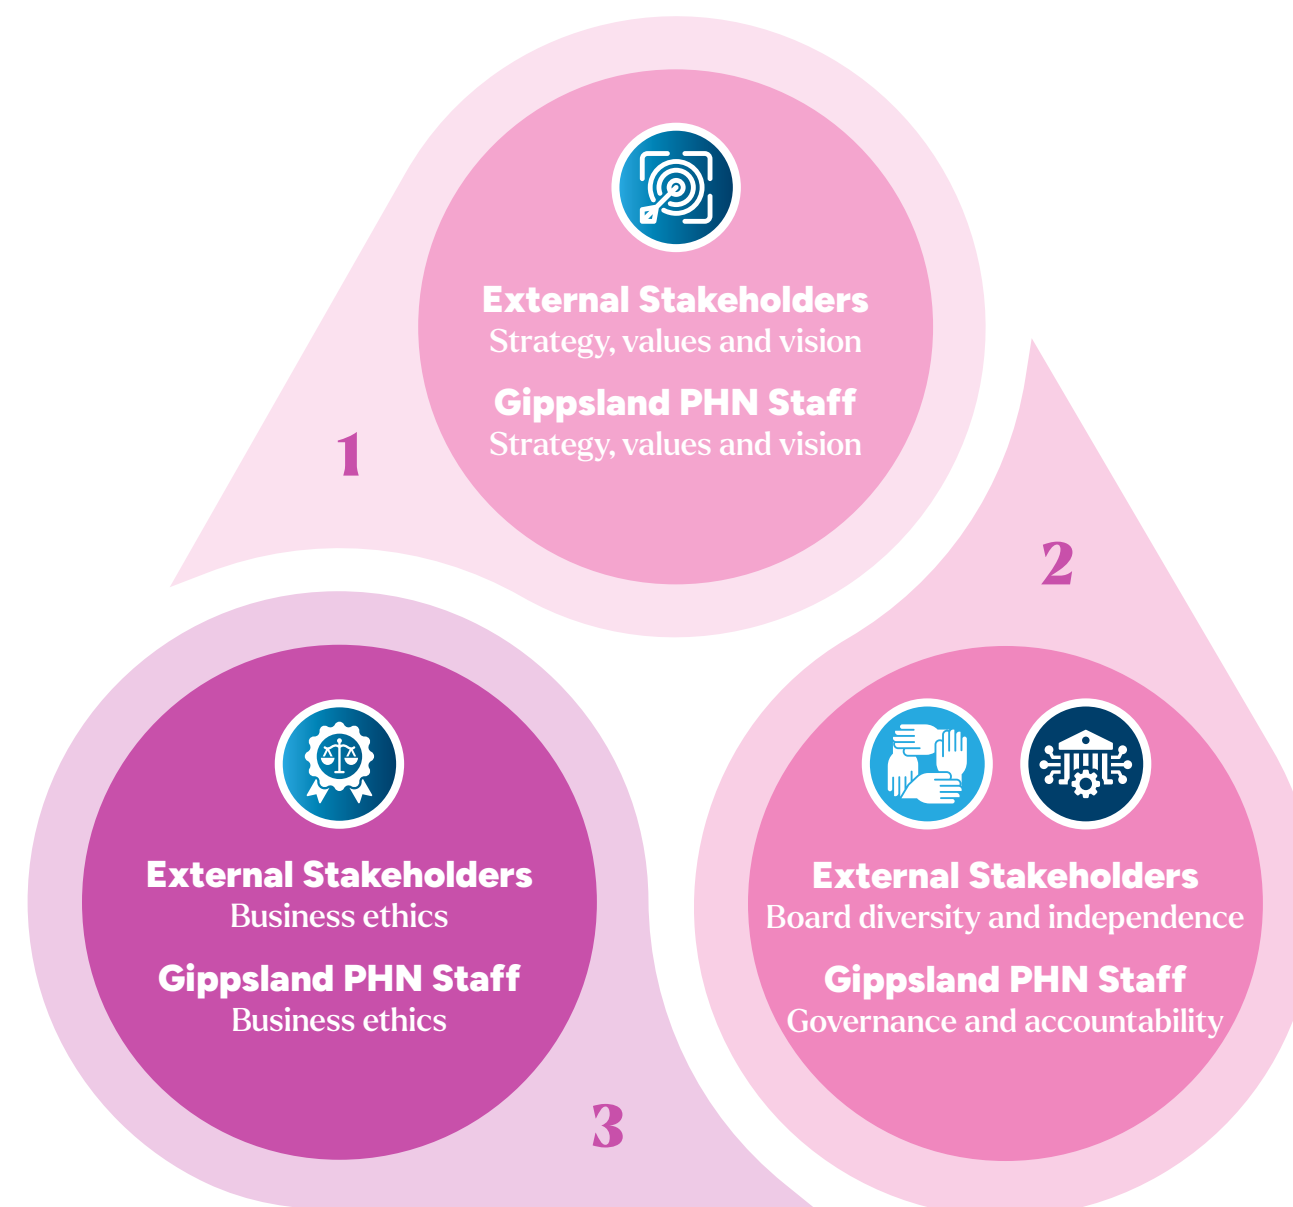 External Stakeholders
Strategy, values and vision
Gippsland PHN Staff
Strategy, values and vision
1
2
External Stakeholders
Board diversity and independence
Gippsland PHN Staff
Governance and accountability
External Stakeholders
Business ethics
Gippsland PHN Staff
Business ethics
3